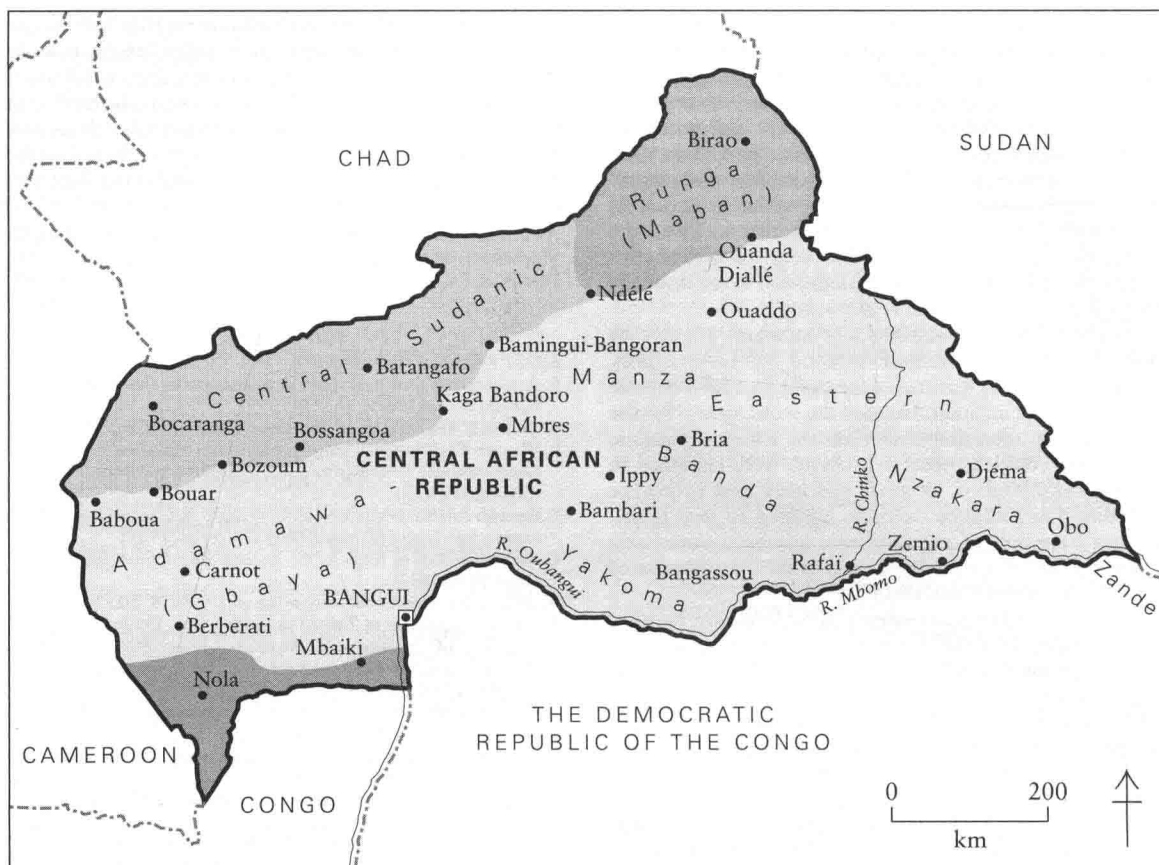 CHAD
SUDAN
Birao
Runga
(Maban)
Ouanda
Djallé
Ndélé
Ouaddo
Central Sudanic
Bamingui-Bangoran
Batangafo
Manza
Kaga Bandoro
Eastern
Bocaranga
Bossangoa
Mbres
Bria
Bozoum
CENTRAL AFRICAN
REPUBLIC
Ippy
Banda
R. Chinko
Nzakara
Djéma
Bouar
Baboua
Bambari
Obo
Adamawa-
(Gbaya)
Carnot
R. Oubangui
Yakoma
Zemio
Rafaï
Bangassou
R. Mbomo
Zande
BANGUI
Berberati
Mbaiki
Nola
THE DEMOCRATIC
REPUBLIC OF THE CONGO
CAMEROON
CONGO
0 200
km